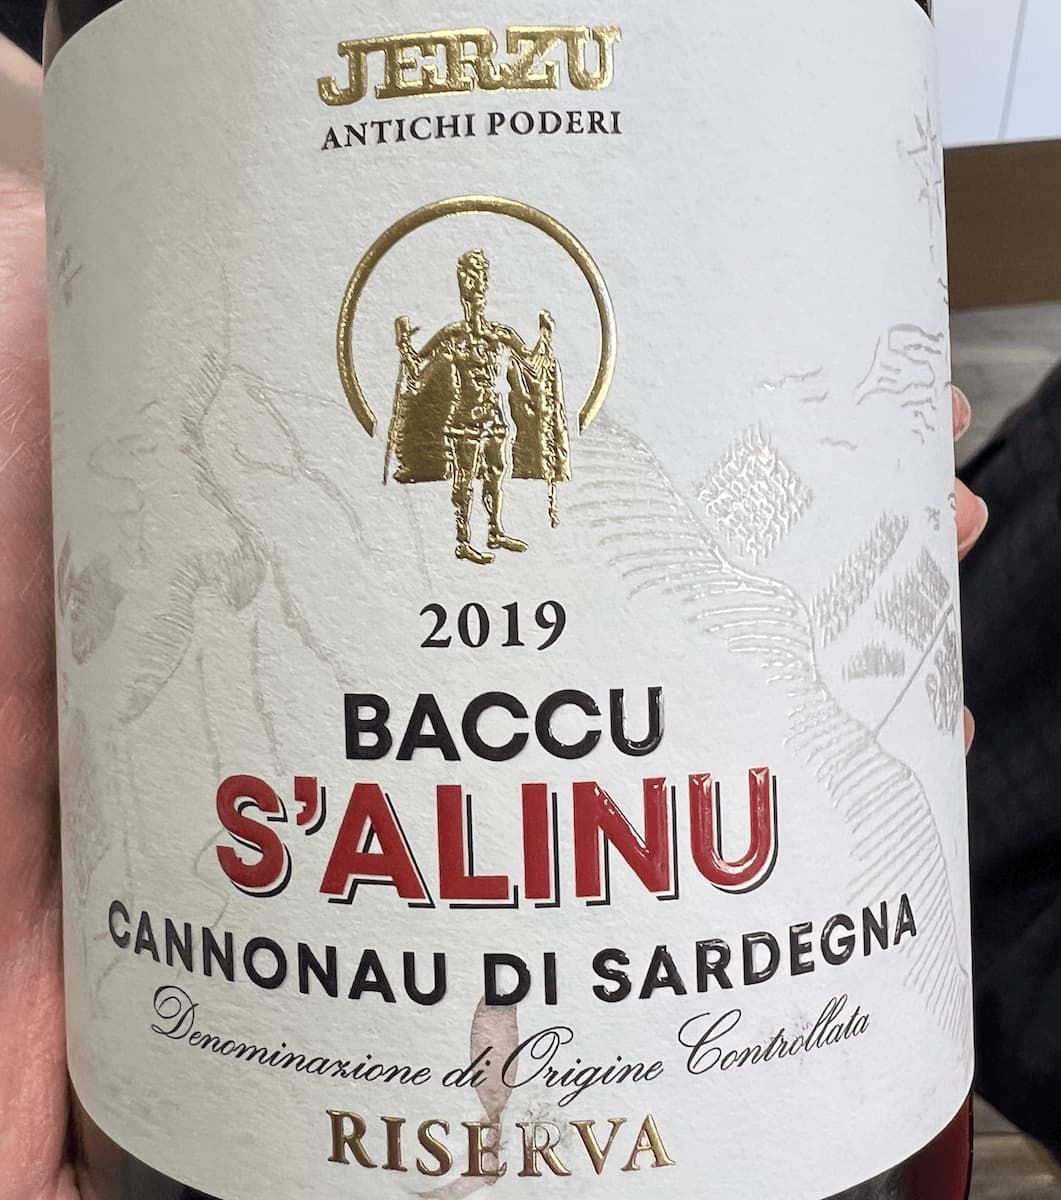 JERZU
ANTICHI PODERI
2019
BACCU
S'ALINU
CANNONAU DI SARDEGNA
Denominazione di Origine Controllata
RISERVA